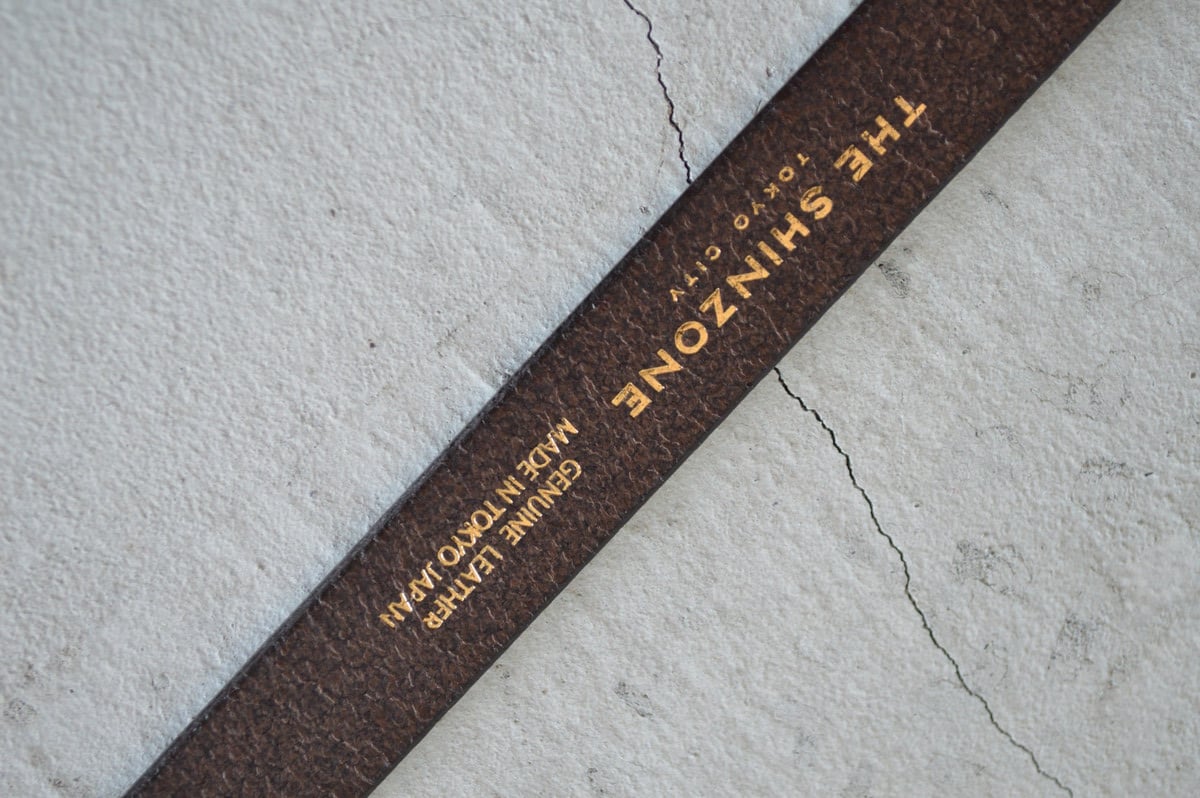 THE SHINZONE
TOKYO CITY
GENUINE LEATHER
MADE IN TOKYO JAPAN